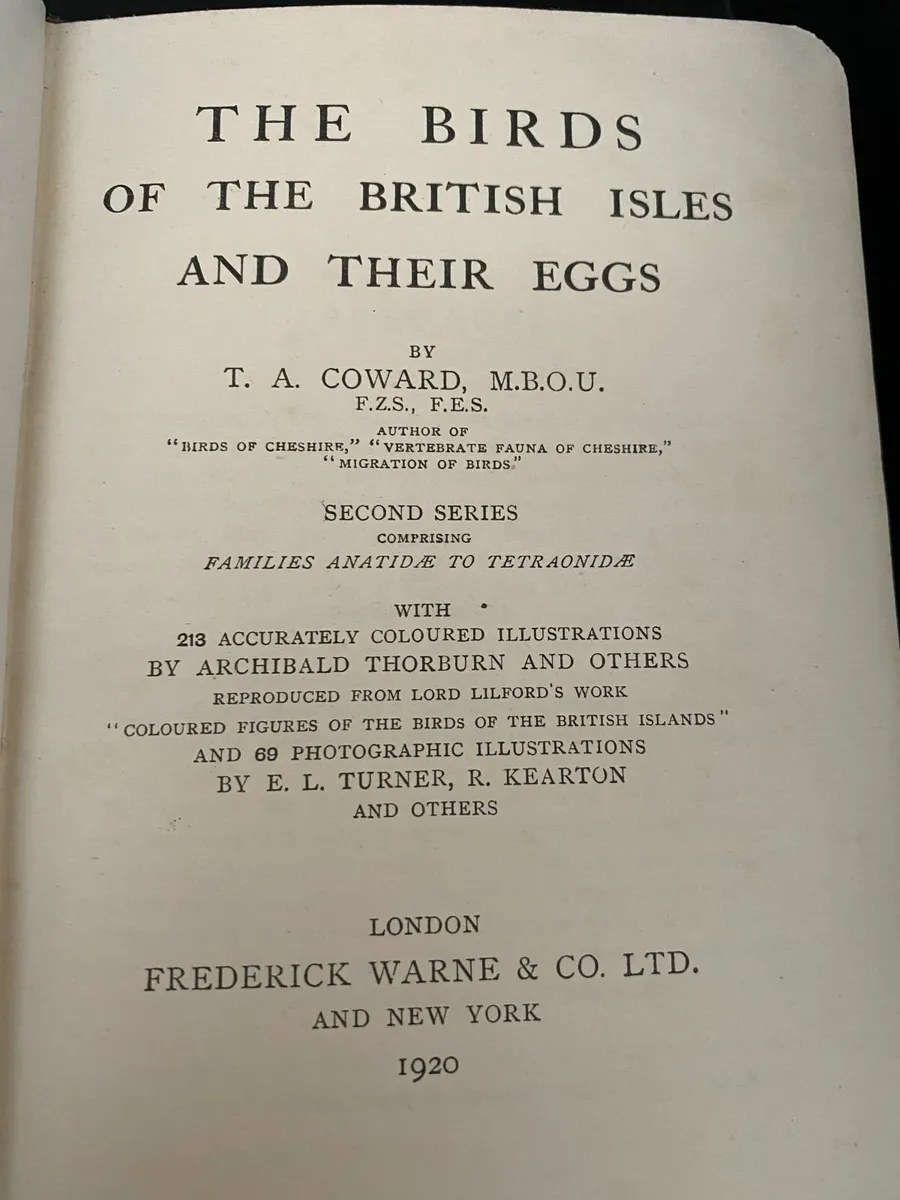 THE BIRDS
OF THE BRITISH ISLES
AND THEIR EGGS
BY
T. A. COWARD, M.B.O.U.
F.Z.S., F.E.S.
AUTHOR OF
“BIRDS OF CHESHIRE,” “VERTEBRATE FAUNA OF CHESHIRE,”
“MIGRATION OF BIRDS.”
SECOND SERIES
COMPRISING
FAMILIES ANATIDÆ TO TETRAONIDÆ
WITH
213 ACCURATELY COLOURED ILLUSTRATIONS
BY ARCHIBALD THORBURN AND OTHERS
REPRODUCED FROM LORD LILFORD'S WORK
“COLOURED FIGURES OF THE BIRDS OF THE BRITISH ISLANDS”
AND 69 PHOTOGRAPHIC ILLUSTRATIONS
BY E. L. TURNER, R. KEARTON
AND OTHERS
LONDON
FREDERICK WARNE & CO. LTD.
AND NEW YORK
1920